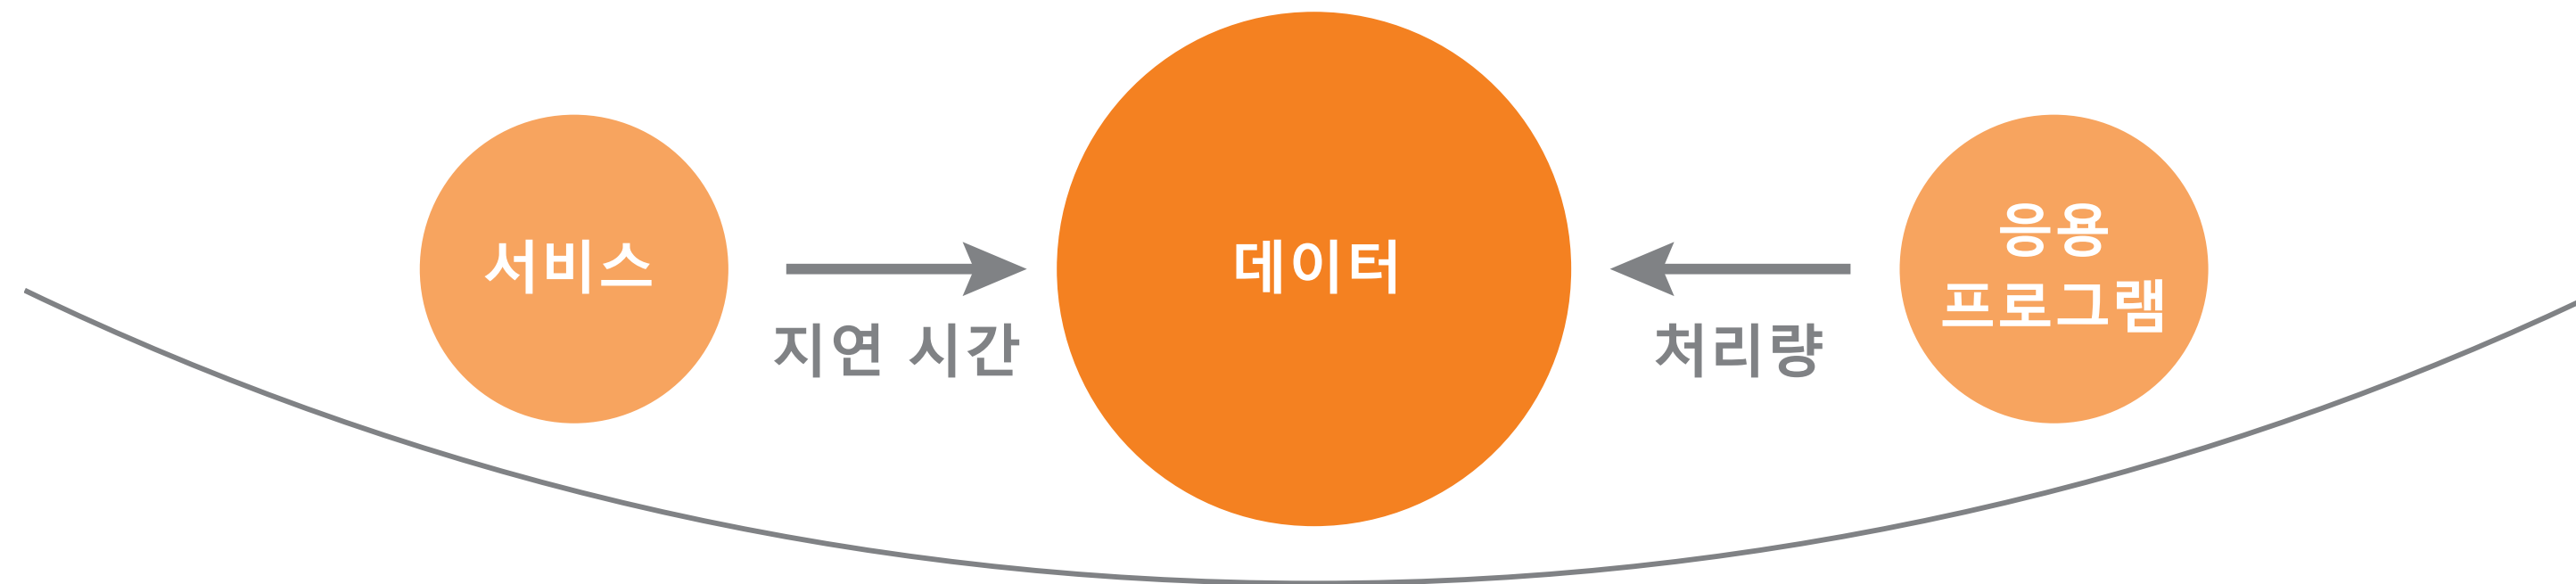 서비스
지연 시간
데이터
처리량
응용
프로그램